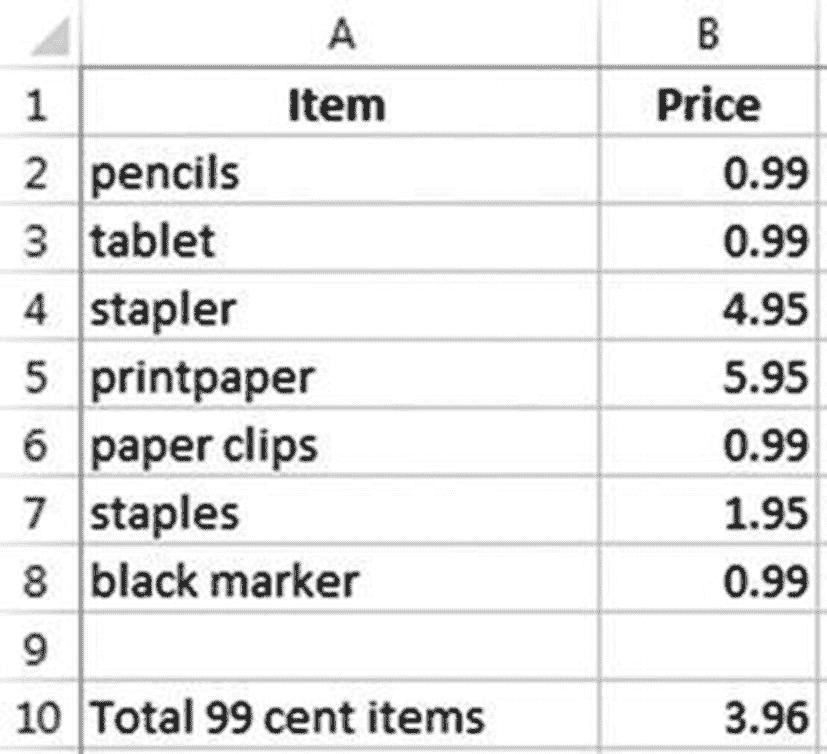 A B
1 Item Price
2 pencils 0.99
3 tablet 0.99
4 stapler 4.95
5 printpaper 5.95
6 paper clips 0.99
7 staples 1.95
8 black marker 0.99
9
10 Total 99 cent items 3.96